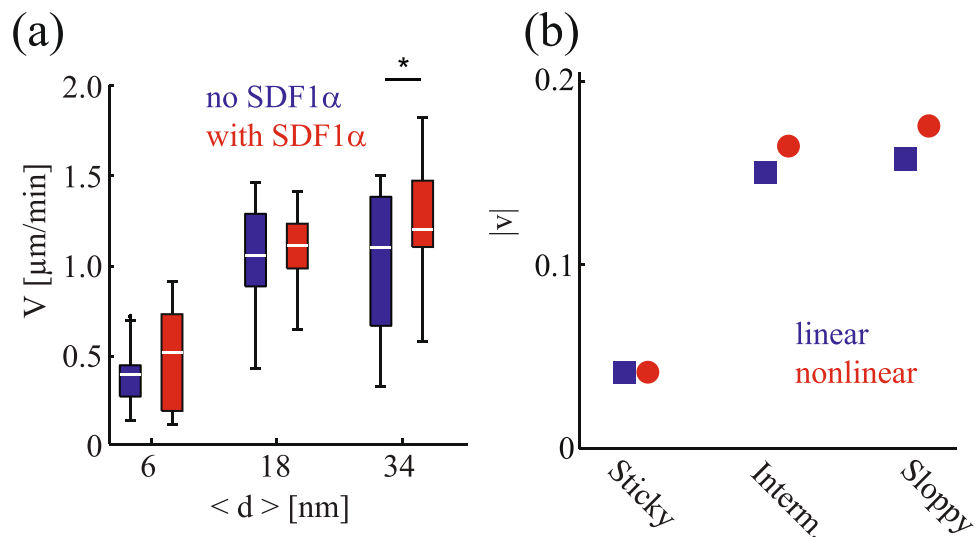 (a)
(b)
no SDF1α
with SDF1α
*
V [μm/min]
2.0
1.5
1.0
0.5
0
6
18
34
< d > [nm]
|v|
0.2
0.1
0
linear
nonlinear
Sticky
Interm.
Sloppy